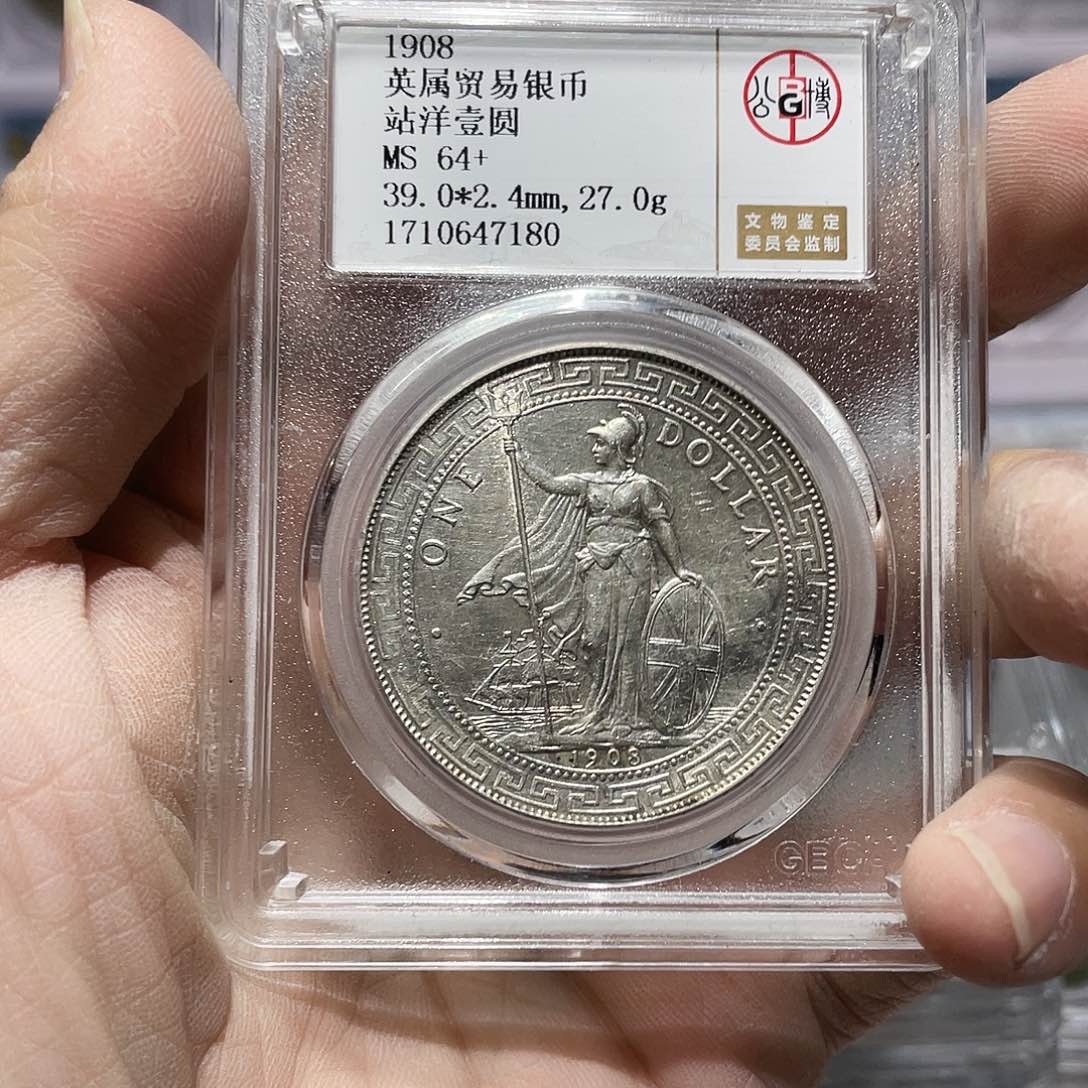 1908
英属贸易银币
站洋壹圆
MS 64+
39.0*2.4mm,27.0g
1710647180
公 G 博
文物鉴定
委员会监制
ONE DOLLAR
1908